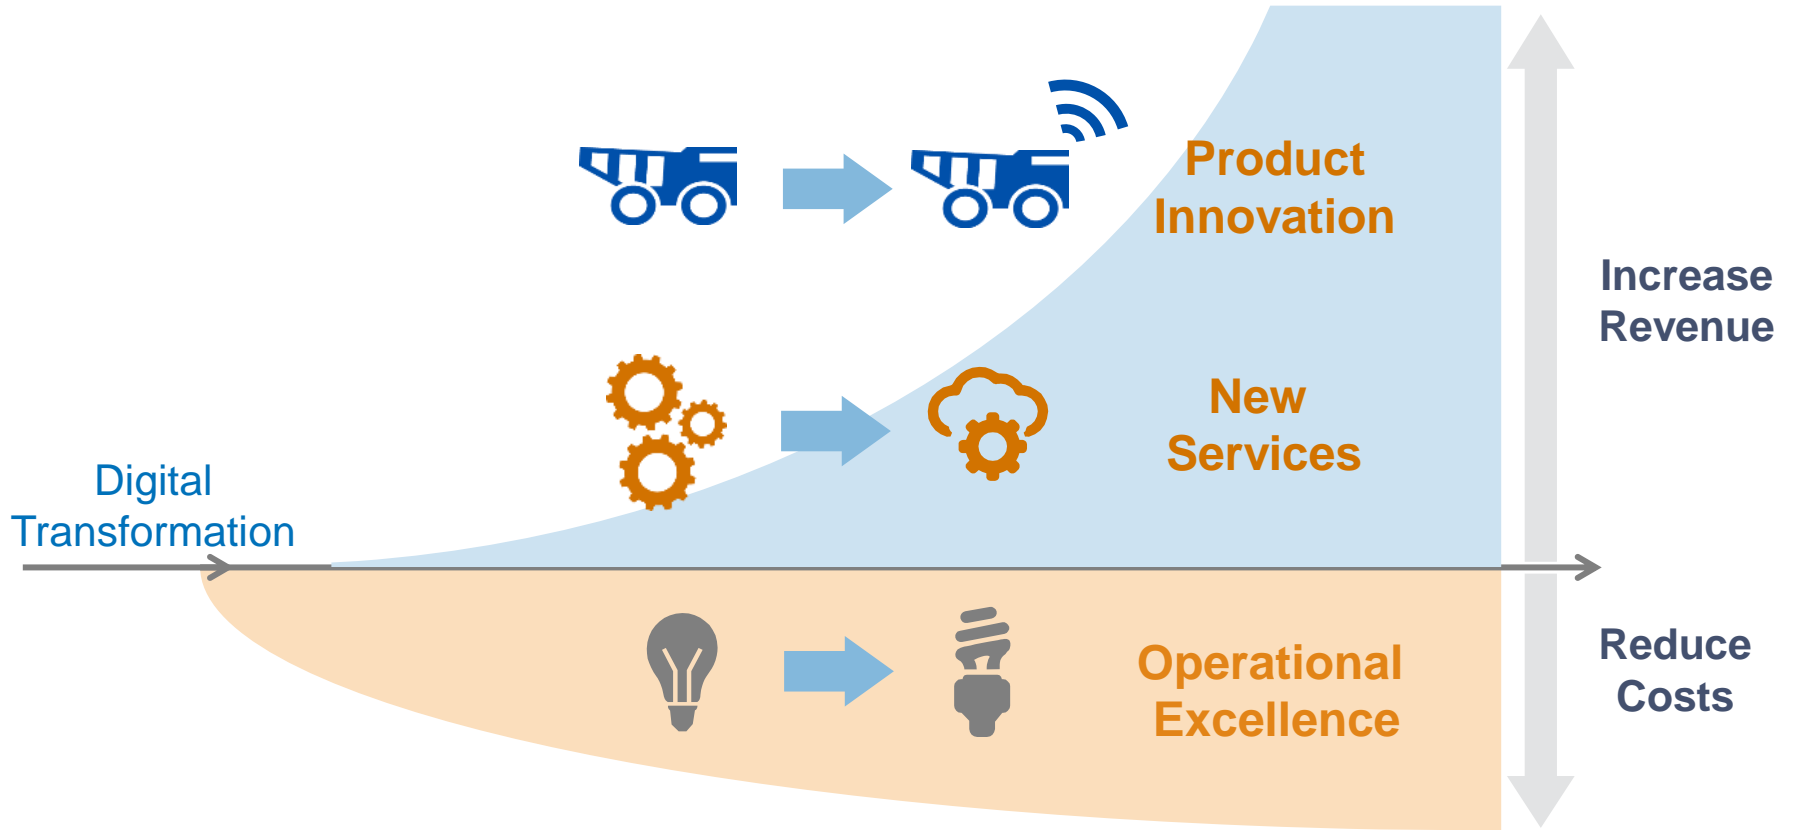 Product
Innovation
Increase
Revenue
New
Services
Digital
Transformation
Operational
Excellence
Reduce
Costs